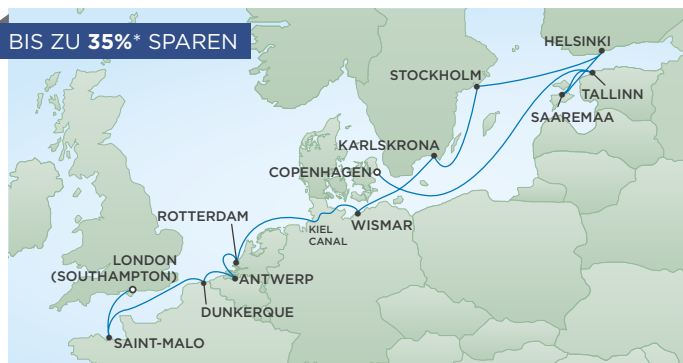 BIS ZU 35%* SPAREN
HELSINKI
STOCKHOLM
TALLINN
SAAREMAA
KARLSKRONA
COPENHAGEN
ROTTERDAM
WISMAR
KIEL
CANAL
LONDON
(SOUTHAMPTON)
ANTWERP
DUNKERQUE
SAINT-MALO